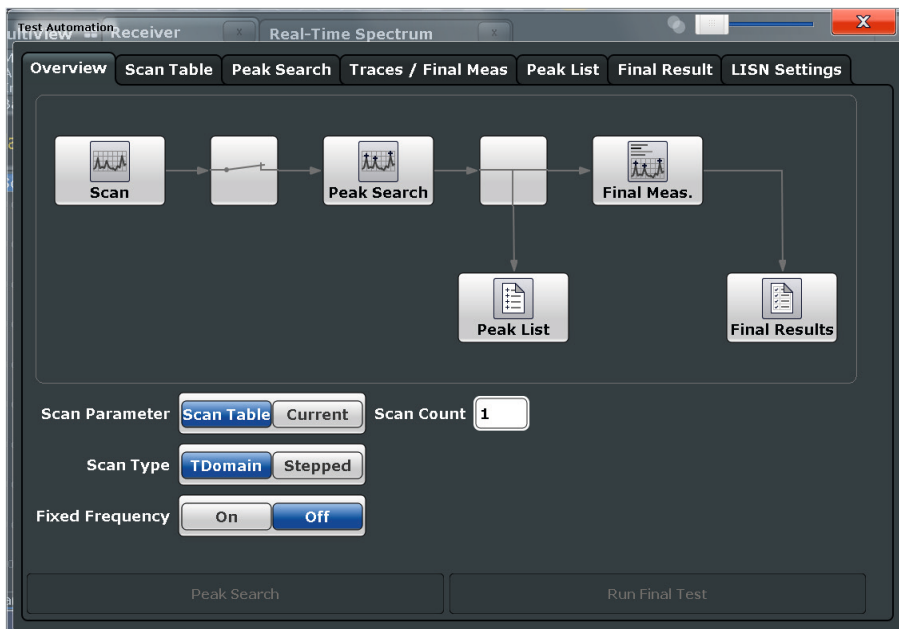 Test Automation
MultiView Receiver x Real-Time Spectrum x
X
Overview Scan Table Peak Search Traces / Final Meas Peak List Final Result LISN Settings
Scan Peak Search Final Meas.
Peak List Final Results
Scan Parameter Scan Table Current Scan Count 1
Scan Type TDomain Stepped
Fixed Frequency On Off
Peak Search Run Final Test